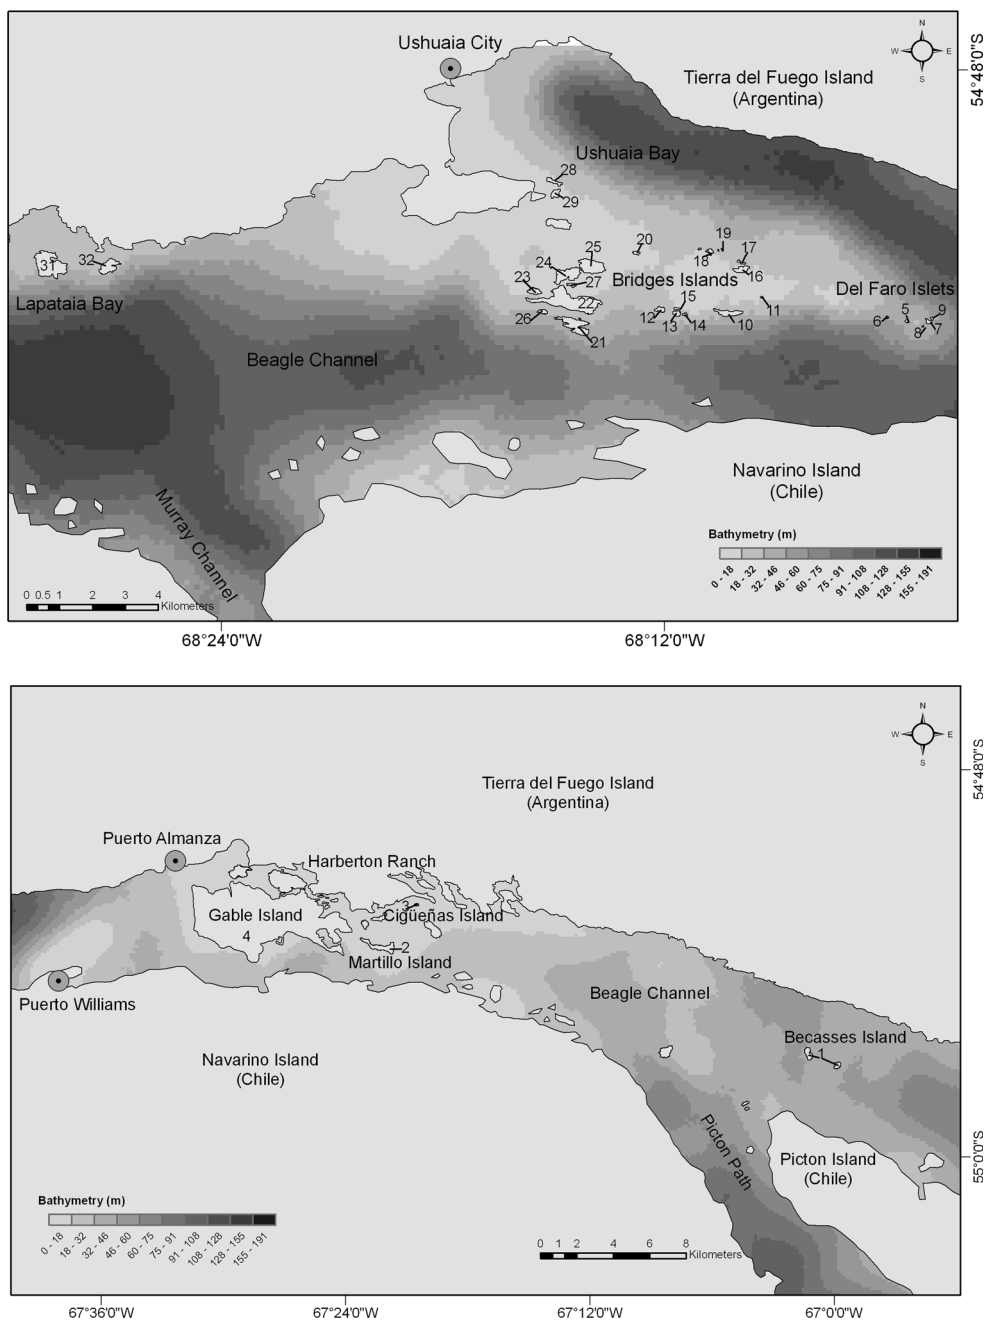 Ushuaia City
N
W E
S
54°48'0"S
Tierra del Fuego Island
(Argentina)
Ushuaia Bay
28
29
19
20
25
18
17
24
31
32
16
23
27
Bridges Islands
Del Faro Islets
15
22
11
Lapataia Bay
5
9
6
12
26
13
14
10
8
7
21
Beagle Channel
Navarino Island
(Chile)
Murray Channel
Bathymetry (m)
0 - 18
18 - 32
32 - 46
46 - 60
60 - 75
75 - 91
91 - 108
108 - 128
128 - 155
155 - 191
0 0.5 1 2 3 4
Kilometers
68°24'0"W
68°12'0"W
N
W E
S
54°48'0"S
Tierra del Fuego Island
(Argentina)
Puerto Almanza
Harberton Ranch
3
Gable Island
Cigüeñas Island
4
2
Martillo Island
Puerto Williams
Beagle Channel
Becasses Island
1
Navarino Island
(Chile)
Picton Path
Picton Island
(Chile)
55°0'0"S
Bathymetry (m)
0 - 18
18 - 32
32 - 46
46 - 60
60 - 75
75 - 91
91 - 108
108 - 128
128 - 155
155 - 191
0 1 2 4 6 8
Kilometers
67°36'0"W
67°24'0"W
67°12'0"W
67°0'0"W